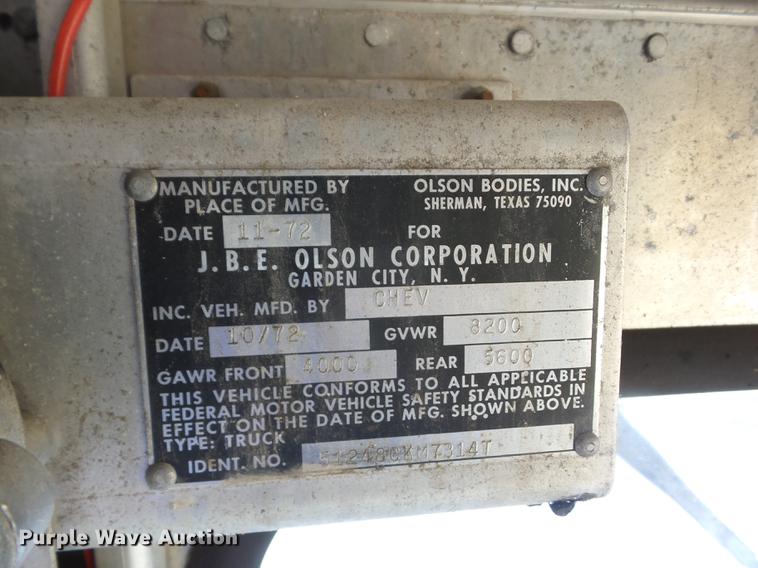 MANUFACTURED BY OLSON BODIES, INC.
PLACE OF MFG. SHERMAN, TEXAS 75090
DATE 11-72 FOR
J.B.E. OLSON CORPORATION
GARDEN CITY, N.Y.
INC. VEH. MFD. BY CHEV
DATE 10/72 GVWR 8200
GAWR FRONT 4000 REAR 5600
THIS VEHICLE CONFORMS TO ALL APPLICABLE
FEDERAL MOTOR VEHICLE SAFETY STANDARDS IN
EFFECT ON THE DATE OF MFG. SHOWN ABOVE.
TYPE: TRUCK
IDENT. NO.
Purple Wave Auction